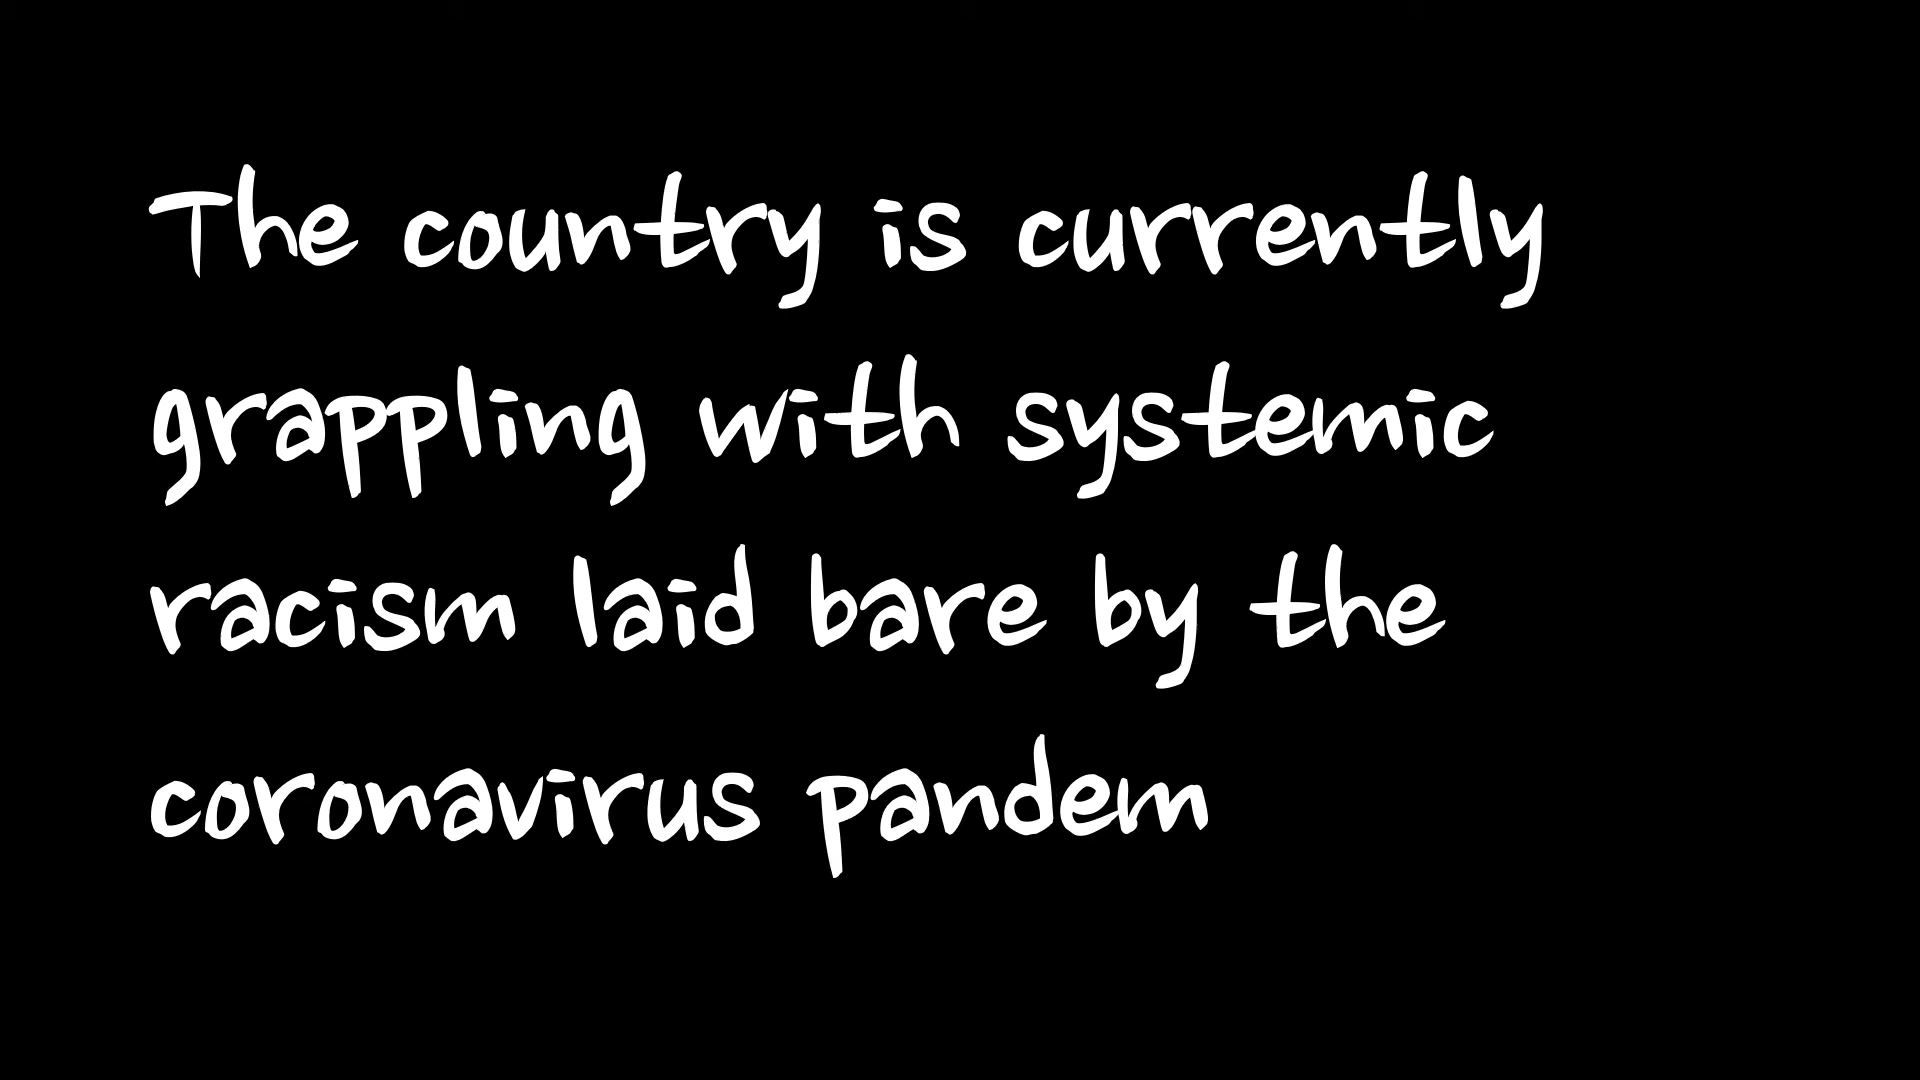 The country is currently
grappling with systemic
racism laid bare by the
coronavirus pandem